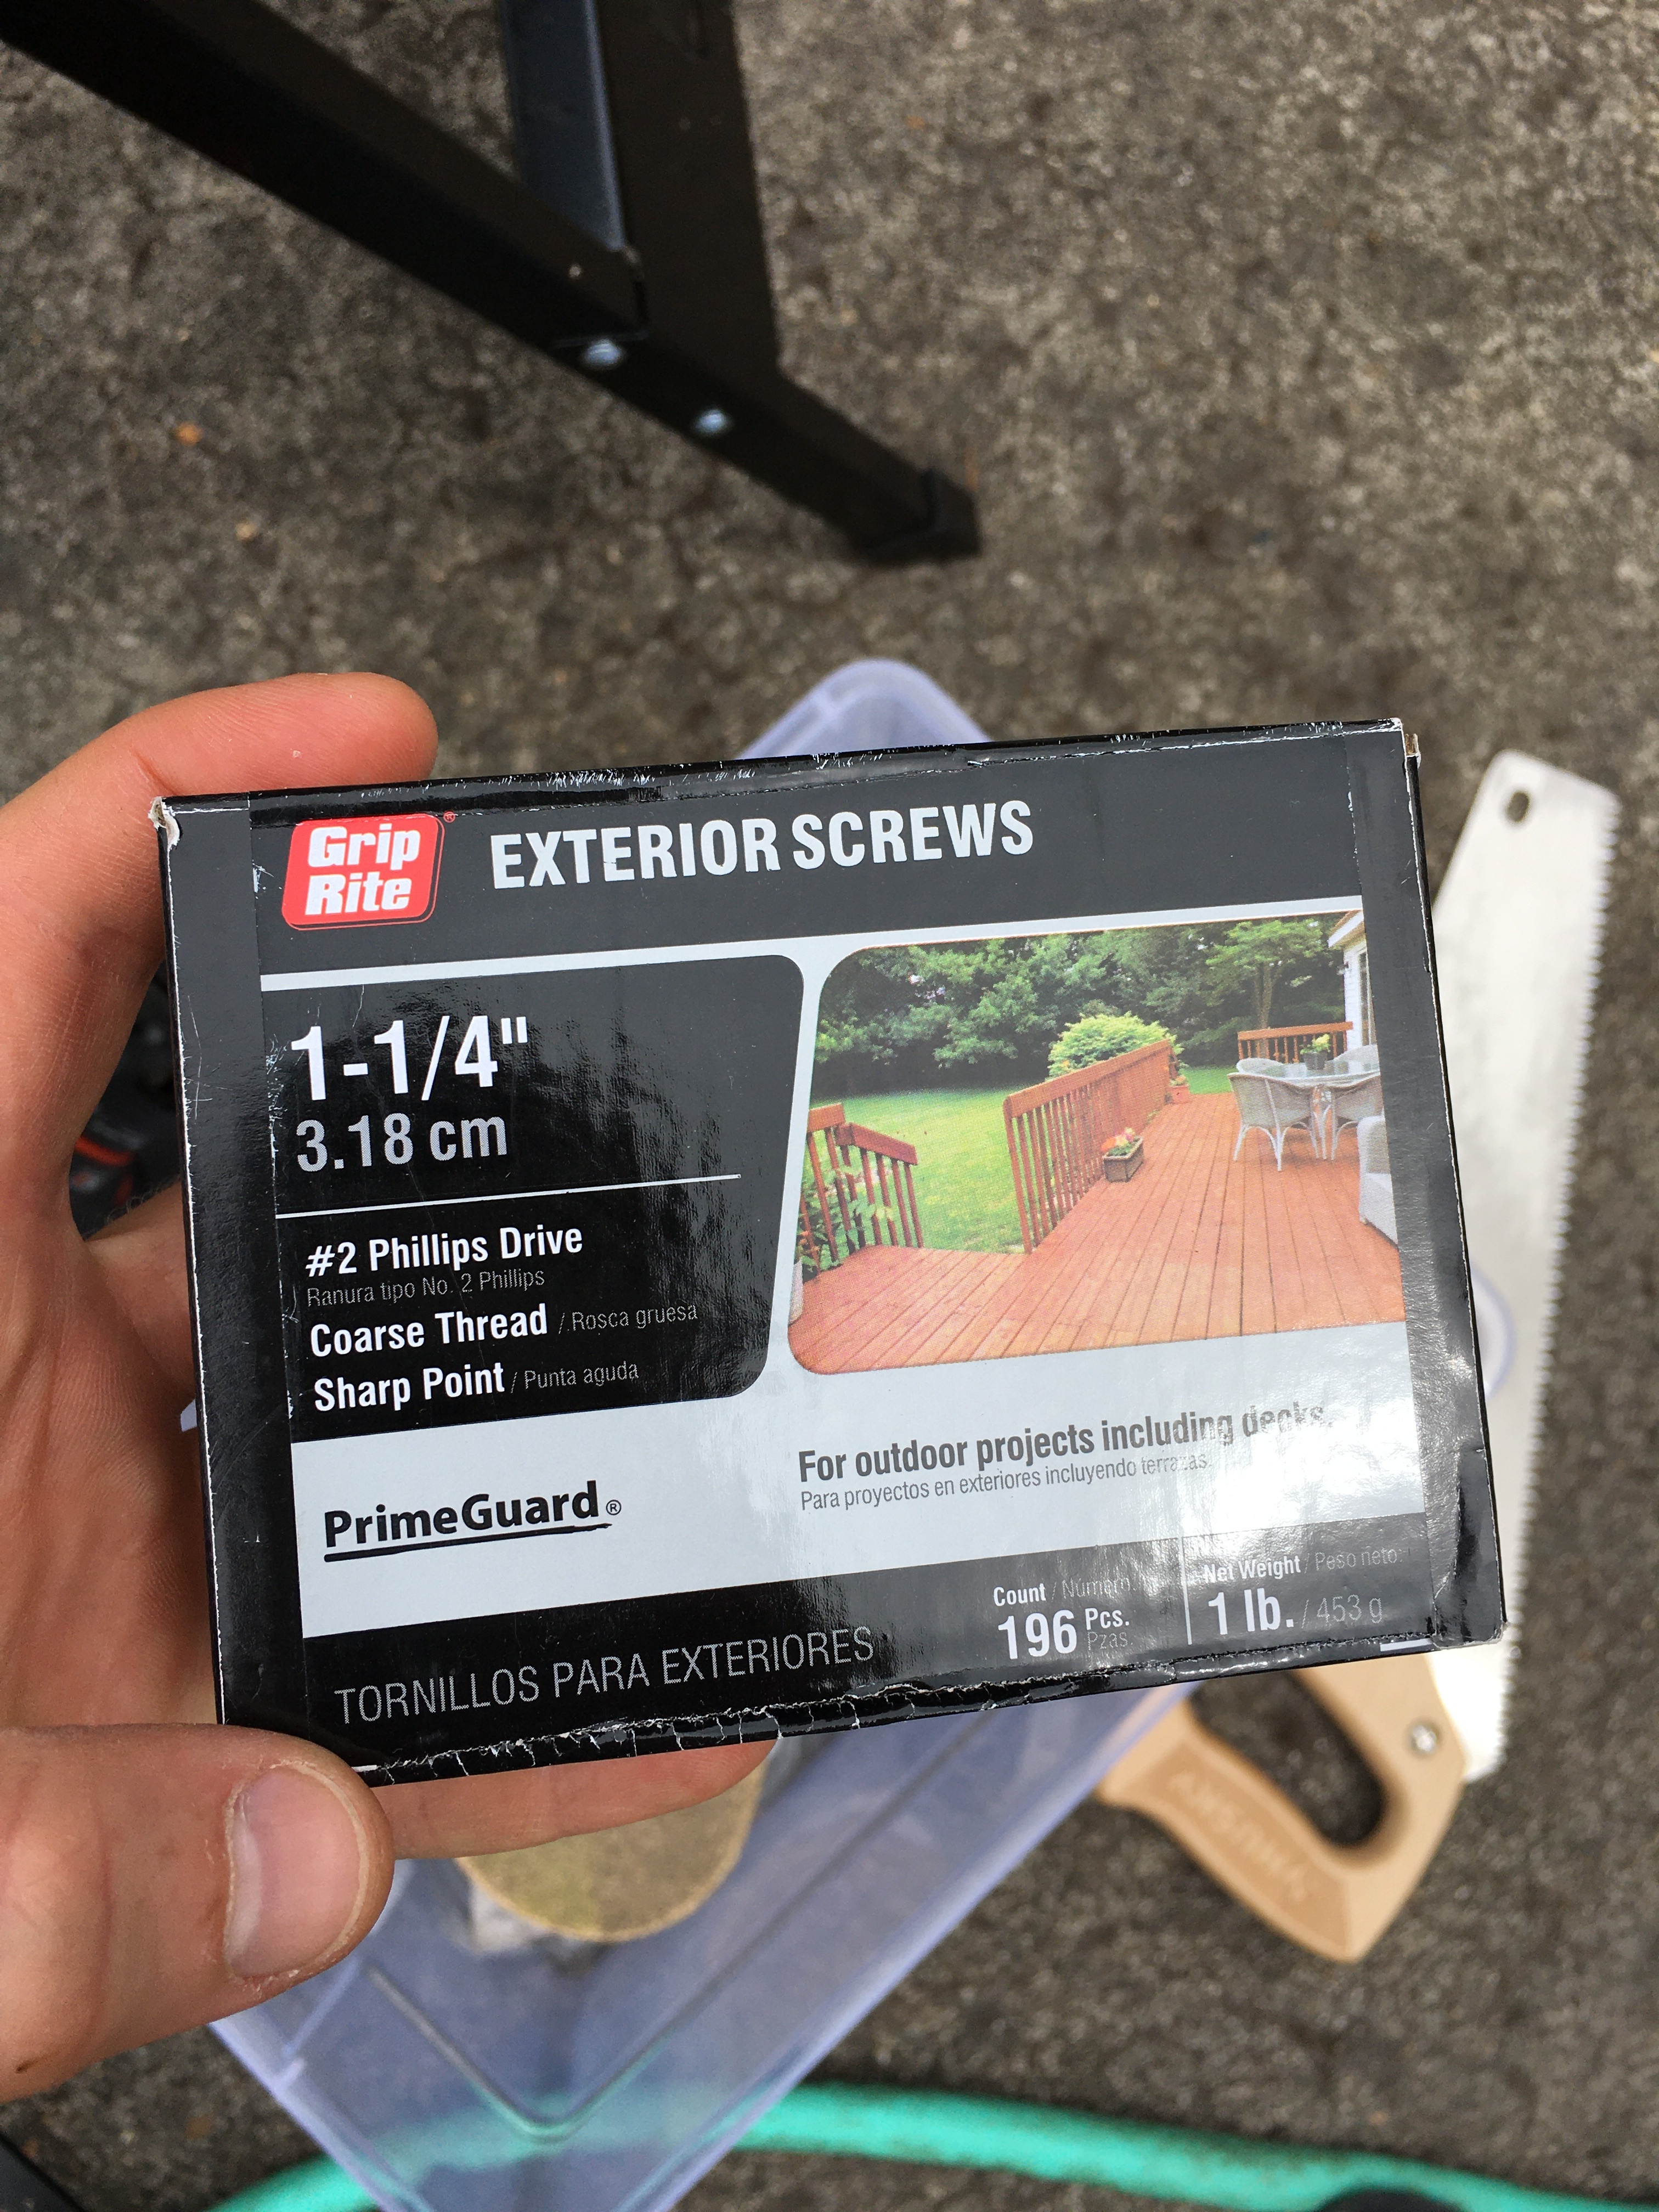 Grip
Rite®
EXTERIOR SCREWS
1-1/4"
3.18 cm
#2 Phillips Drive
Ranura tipo No. 2 Phillips
Coarse Thread / Rosca gruesa
Sharp Point / Punta aguda
PrimeGuard®
For outdoor projects including decks.
Para proyectos en exteriores incluyendo terrazas
Count / Número
196 Pcs.
Pzas.
Net Weight / Peso neto:
1 lb. / 453 g
TORNILLOS PARA EXTERIORES